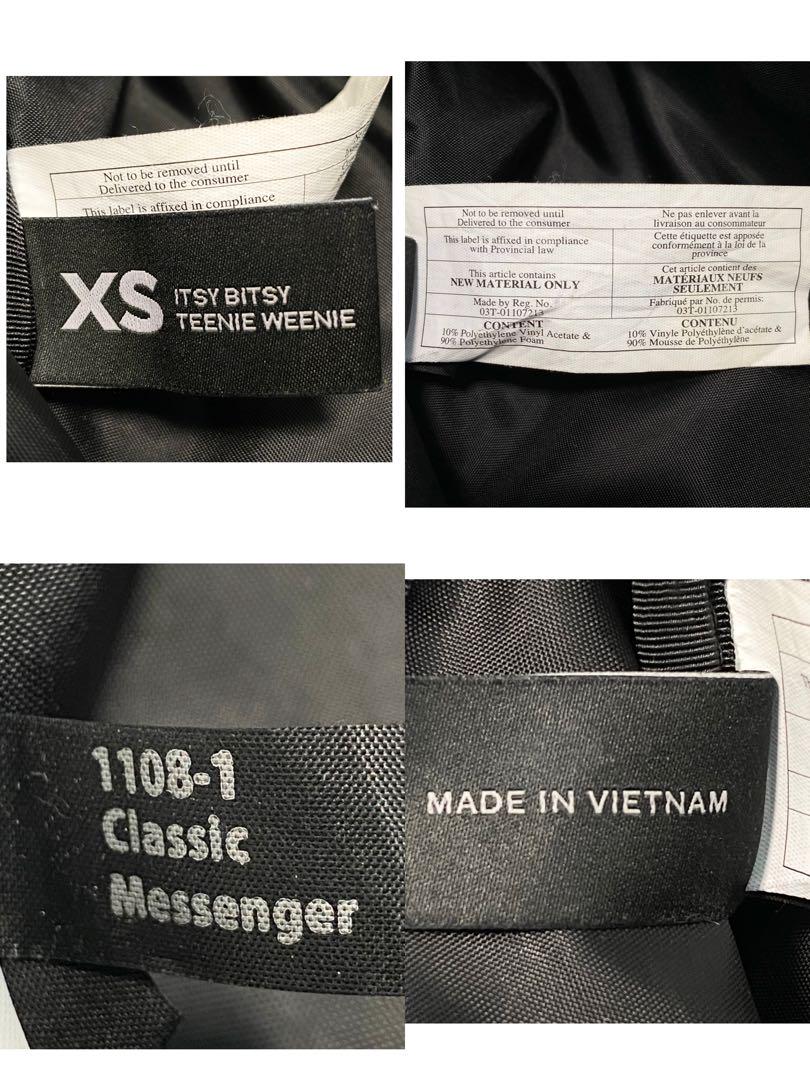 Not to be removed until
Delivered to the consumer
This label is affixed in compliance
XS ITSY BITSY
TEENIE WEENIE
Not to be removed until
Delivered to the consumer
This label is affixed in compliance
with Provincial law
This article contains
NEW MATERIAL ONLY
Made by Reg. No.
03T-01107213
CONTENT
10% Polyethylene Vinyl Acetate &
90% Polyethylene Foam
Ne pas enlever avant la
livraison au consommateur
Cette étiquette est apposée
conformément à la loi de la
province
Cet article contient des
MATÉRIAUX NEUFS
SEULEMENT
Fabriqué par No. de permis:
03T-01107213
CONTENU
10% Vinyle Polyéthylène d'acétate &
90% Mousse de Polyéthylène
1108-1
Classic
Messenger
MADE IN VIETNAM